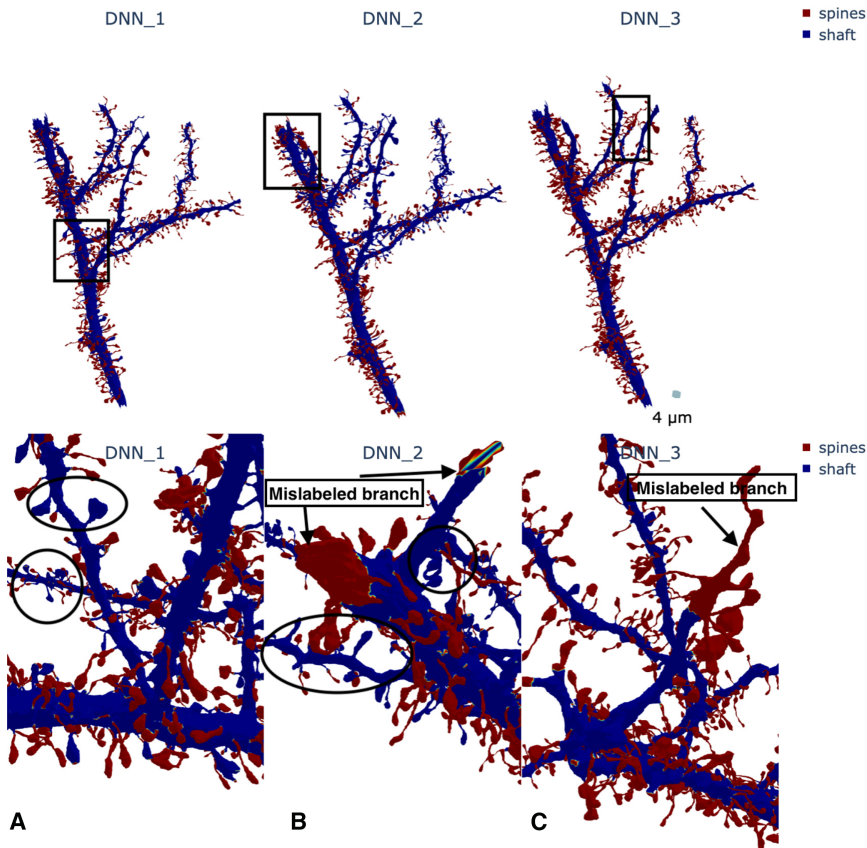 DNN_1
DNN_2
DNN_3
spines
shaft
4 µm
DNN_1
DNN_2
DNN_3
spines
shaft
Mislabeled branch
Mislabeled branch
A
B
C